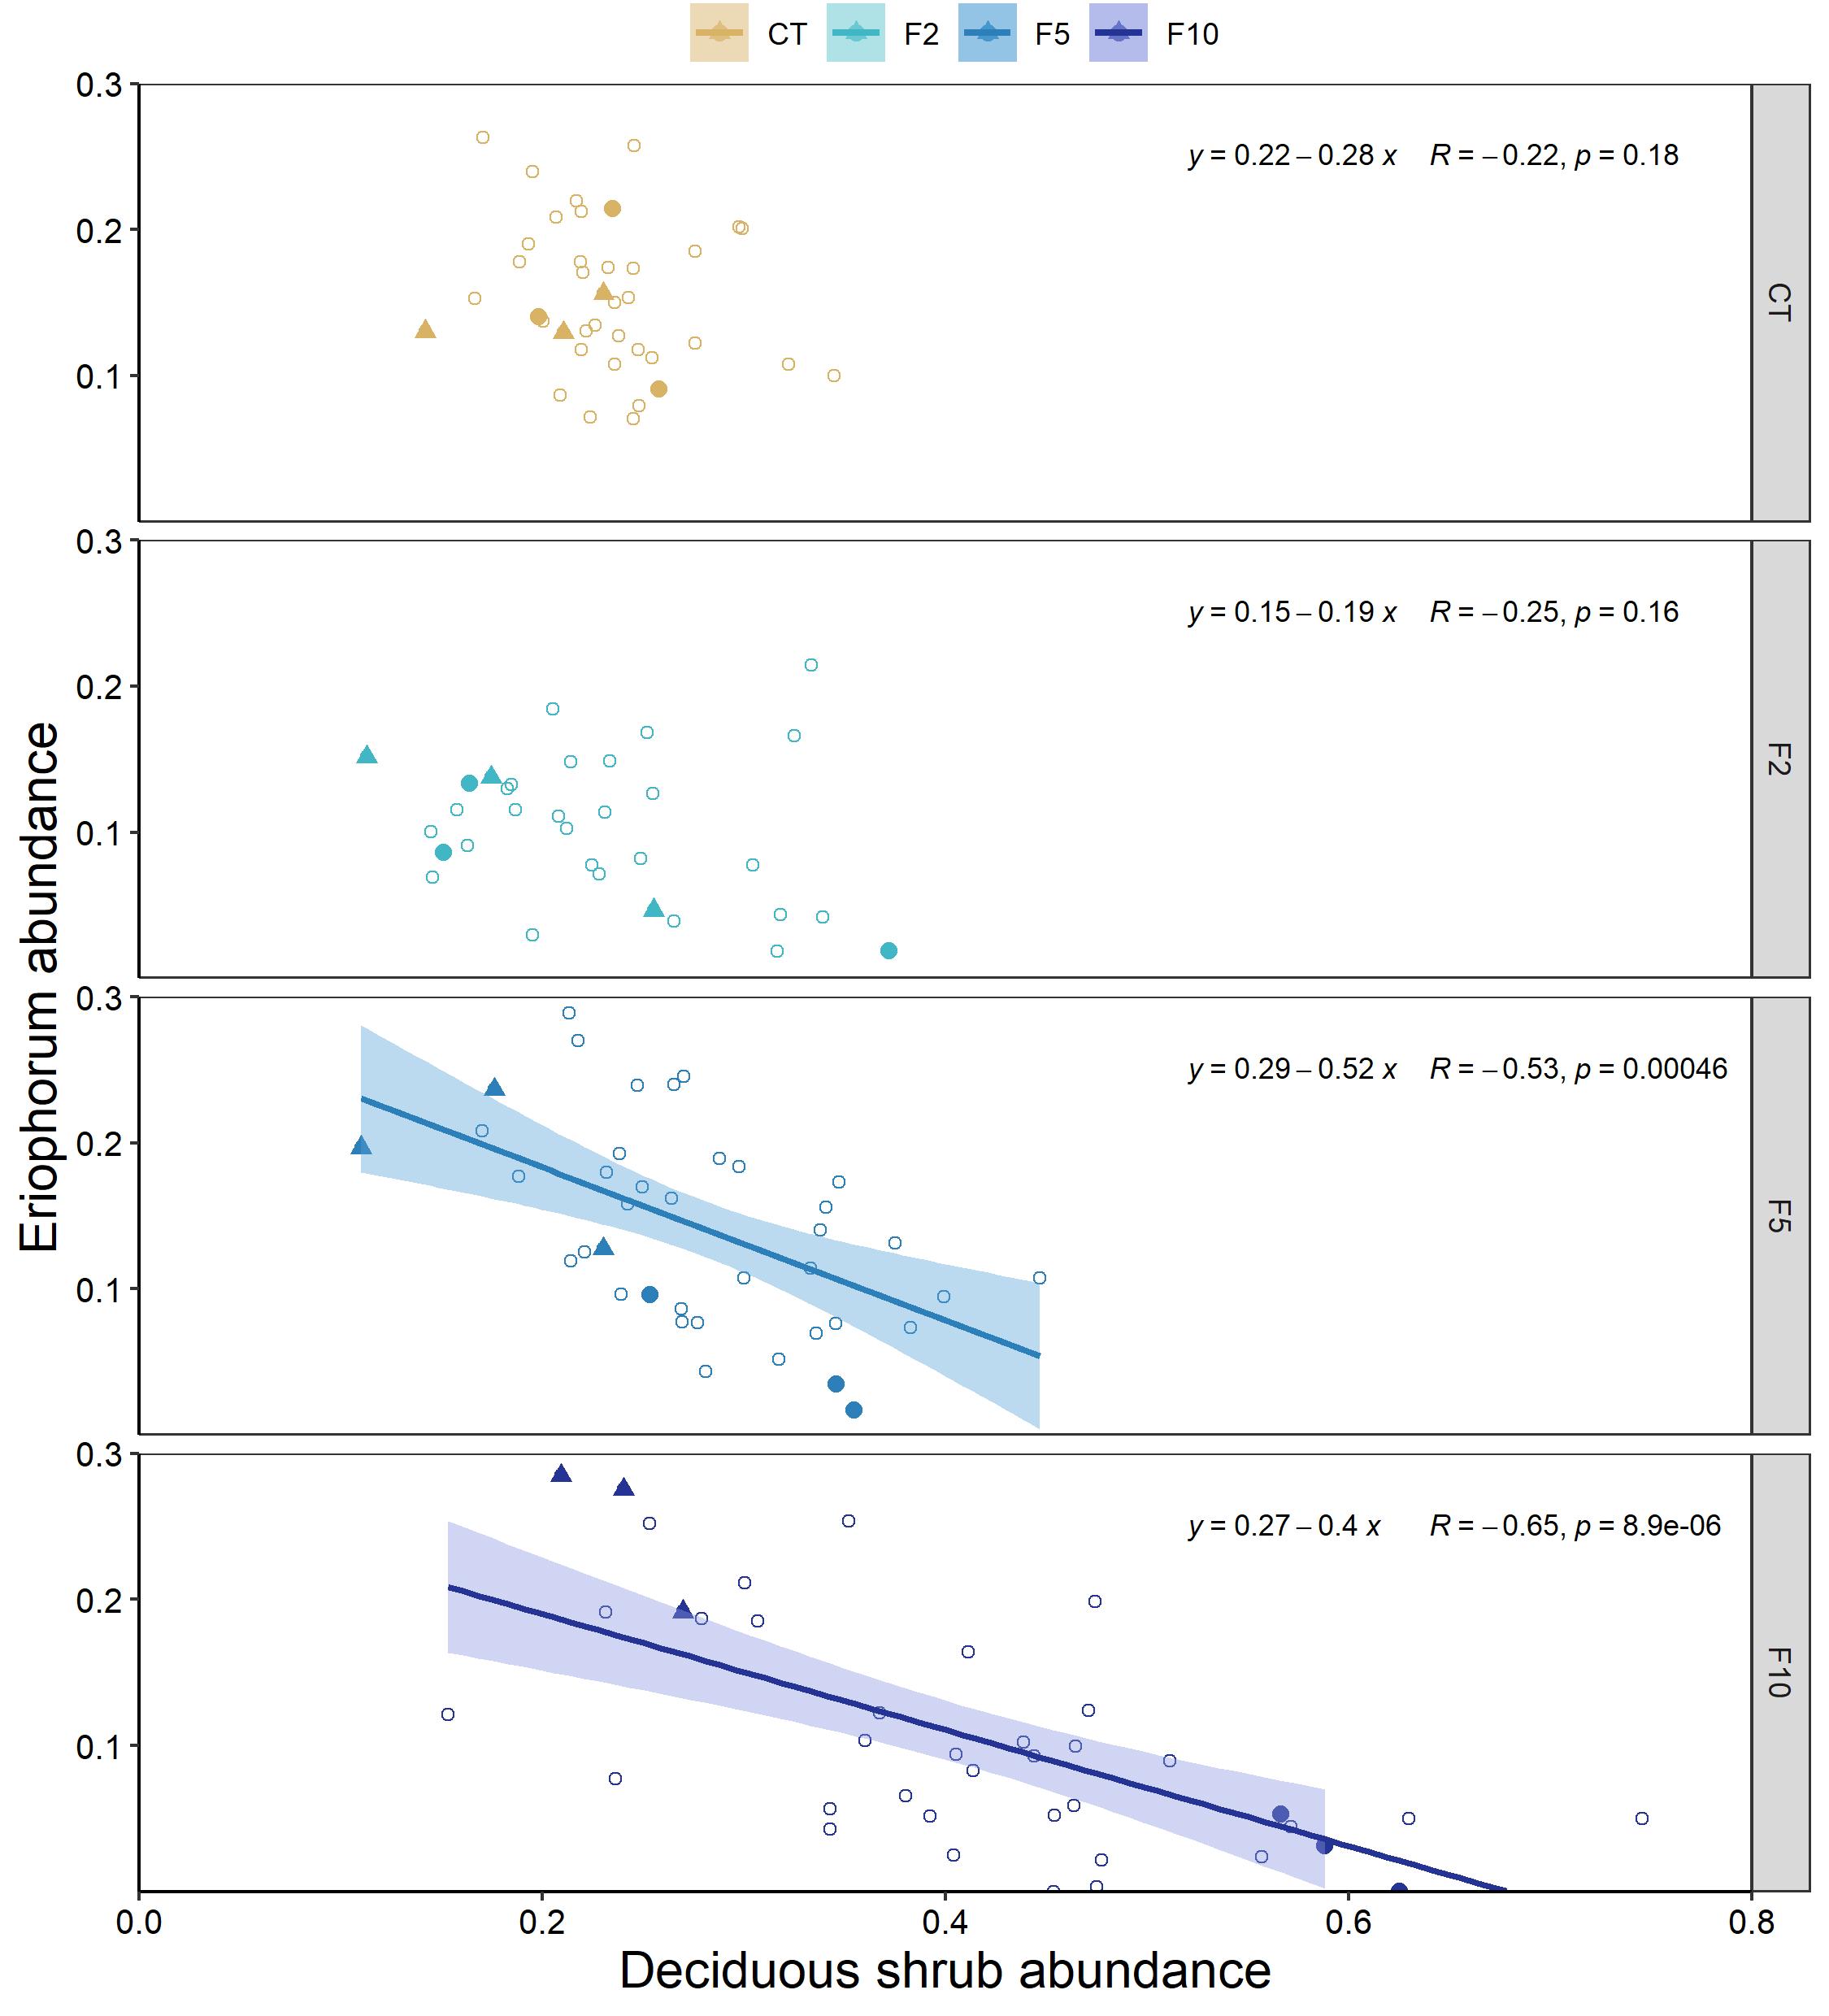 CT F2 F5 F10
0.3
0.2
0.1
y = 0.22 – 0.28 x R = – 0.22, p = 0.18
CT
0.3
0.2
0.1
y = 0.15 – 0.19 x R = – 0.25, p = 0.16
F2
0.3
0.2
0.1
y = 0.29 – 0.52 x R = – 0.53, p = 0.00046
F5
0.3
0.2
0.1
y = 0.27 – 0.4 x R = – 0.65, p = 8.9e-06
F10
Eriophorum abundance
0.0 0.2 0.4 0.6 0.8
Deciduous shrub abundance